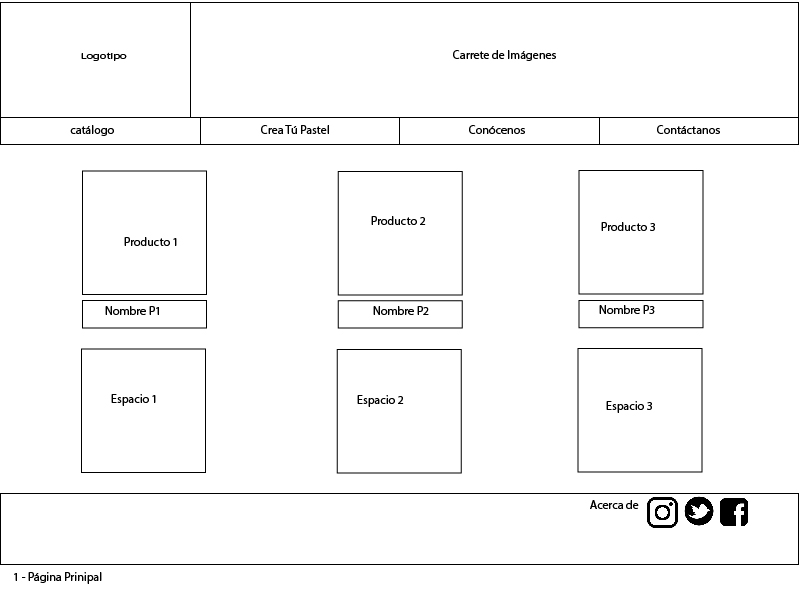 Logotipo
Carrete de Imágenes
catálogo
Crea Tú Pastel
Conócenos
Contáctanos
Producto 1
Producto 2
Producto 3
Nombre P1
Nombre P2
Nombre P3
Espacio 1
Espacio 2
Espacio 3
Acerca de
1 - Página Prinipal